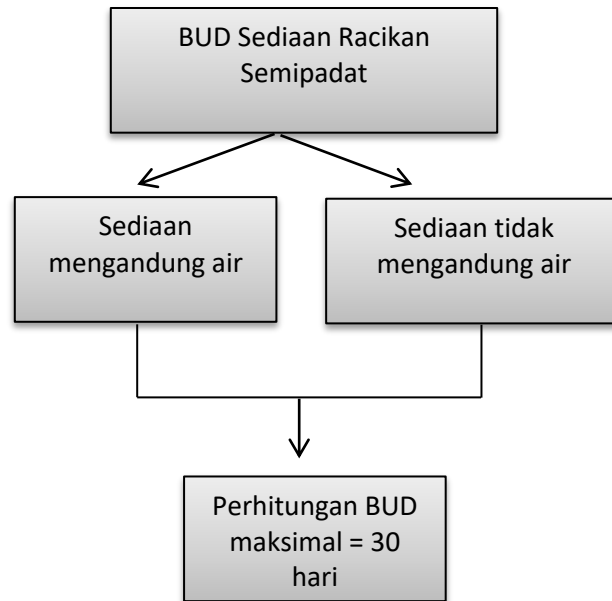 BUD Sediaan Racikan
Semipadat
Sediaan
mengandung air
Sediaan tidak
mengandung air
Perhitungan BUD
maksimal = 30
hari